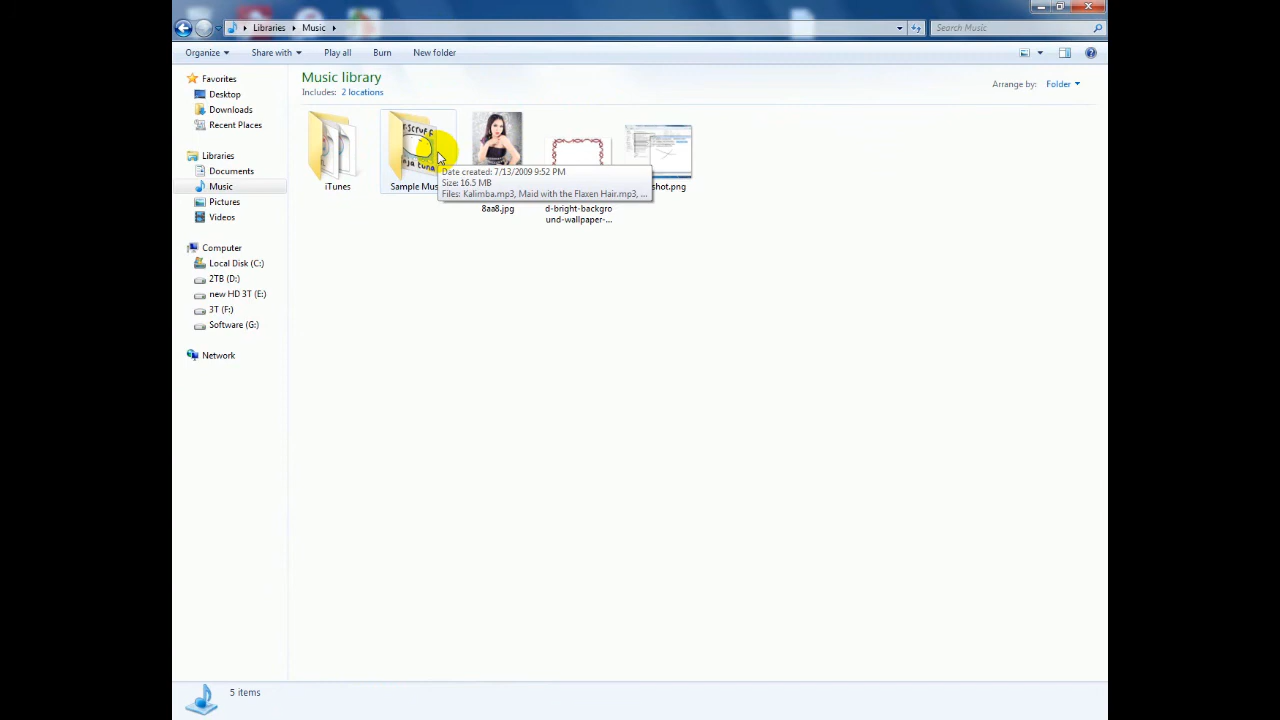 Libraries
Music
Search Music
Organize
Share with
Play all
Burn
New folder
Favorites
Desktop
Downloads
Recent Places
Libraries
Documents
Music
Pictures
Videos
Computer
Local Disk (C:)
2TB (D:)
new HD 3T (E:)
3T (F:)
Software (G:)
Network
Music library
Includes: 2 locations
Arrange by: Folder
iTunes
Sample Mus
Date created: 7/13/2009 9:52 PM
Size: 16.5 MB
Files: Kalimba.mp3, Maid with the Flaxen Hair.mp3, ...
8aa8.jpg
d-bright-backgro
und-wallpaper-...
shot.png
5 items